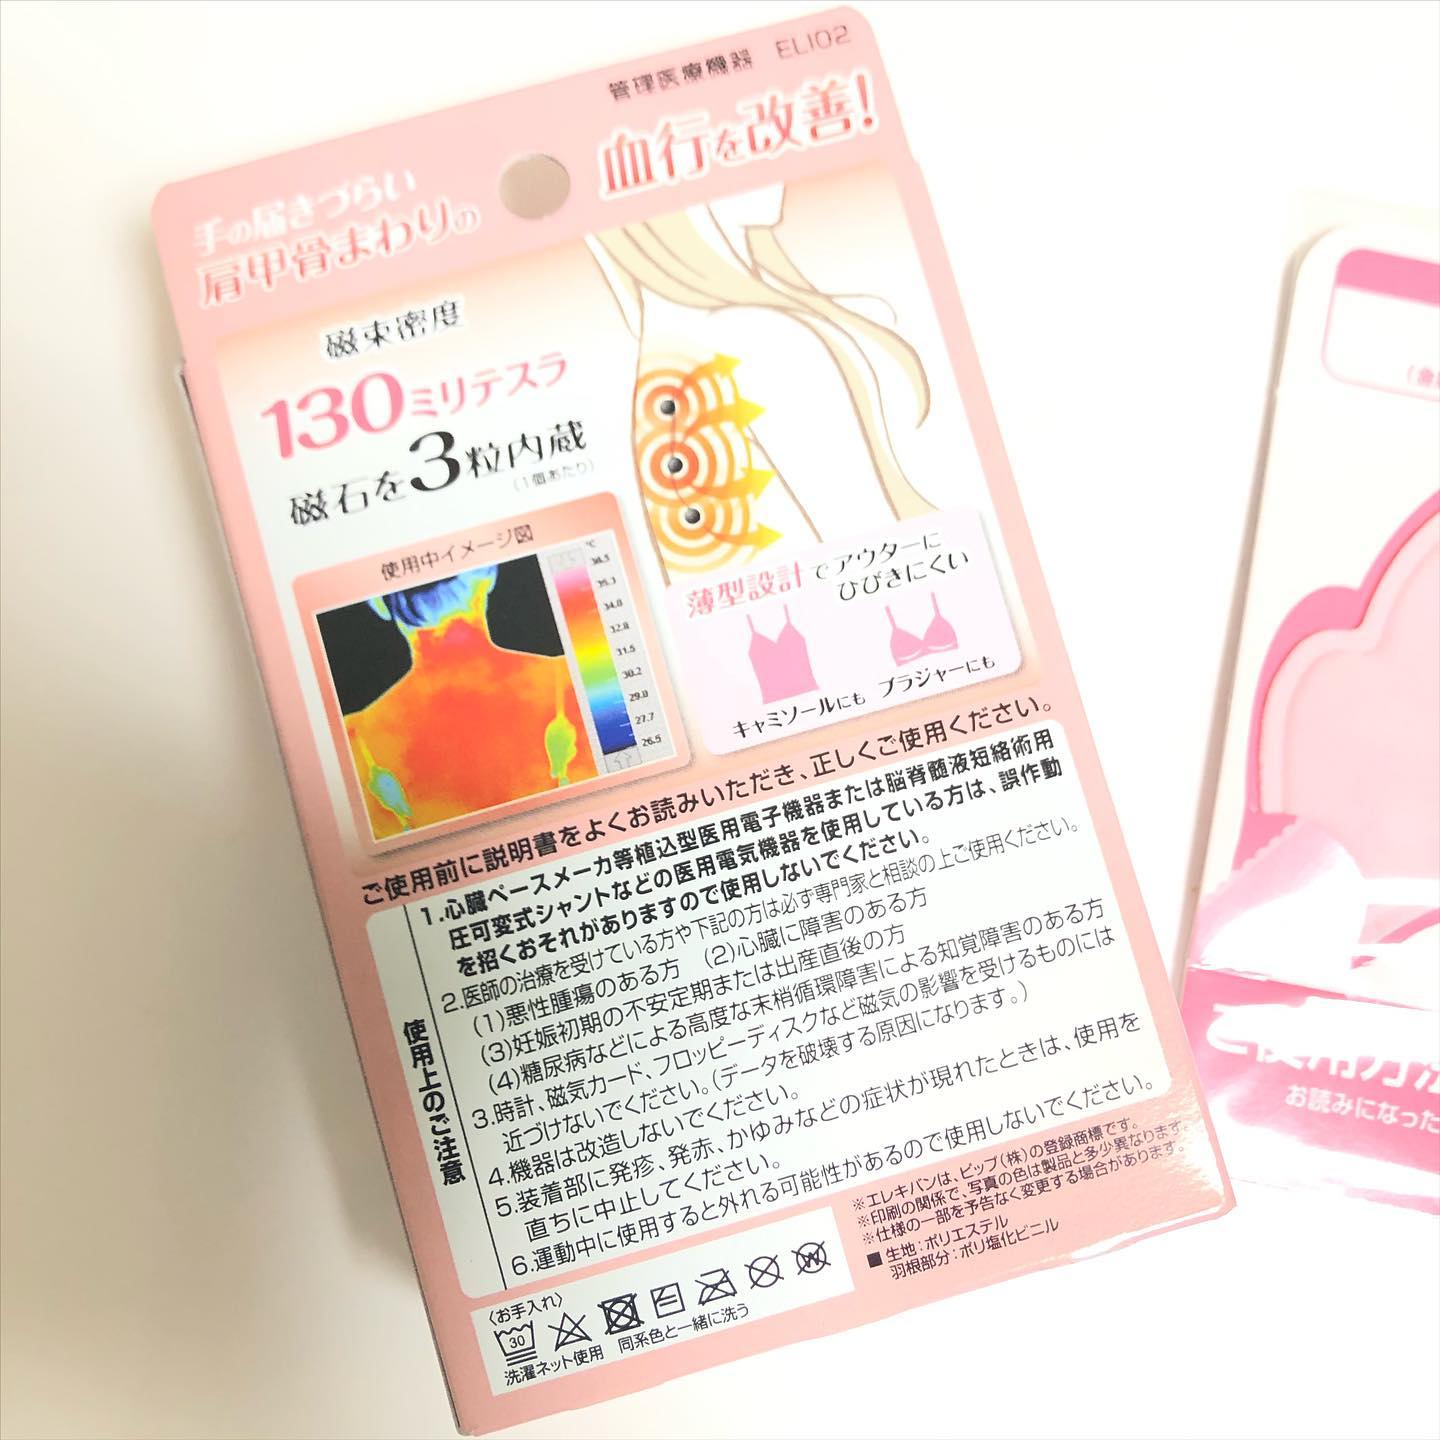 管理医療機器 EL102
手の届きづらい
肩甲骨まわりの
血行を改善!
磁束密度
130ミリテスラ
磁石を3粒内蔵
(1個あたり)
使用中イメージ図
℃
36.5
35.3
34.0
32.8
31.5
30.2
29.0
27.7
26.5
薄型設計でアウターに
ひびきにくい
キャミソールにも
ブラジャーにも
ご使用前に説明書をよくお読みいただき、正しくご使用ください。
使用上のご注意
1.心臓ペースメーカ等植込型医用電子機器または脳脊髄液短絡術用
圧可変式シャントなどの医用電気機器を使用している方は、誤作動
を招くおそれがありますので使用しないでください。
2.医師の治療を受けている方や下記の方は必ず専門家と相談の上ご使用ください。
(1)悪性腫瘍のある方 (2)心臓に障害のある方
(3)妊娠初期の不安定期または出産直後の方
(4)糖尿病などによる高度な末梢循環障害による知覚障害のある方
3.時計、磁気カード、フロッピーディスクなど磁気の影響を受けるものには
近づけないでください。(データを破壊する原因になります。)
4.機器は改造しないでください。
5.装着部に発疹、発赤、かゆみなどの症状が現れたときは、使用を
直ちに中止してください。
6.運動中に使用すると外れる可能性があるので使用しないでください。
※エレキバンは、ピップ(株)の登録商標です。
※印刷の関係で、写真の色は製品と多少異なります。
※仕様の一部を予告なく変更する場合があります。
■生地:ポリエステル
羽根部分:ポリ塩化ビニル
〈お手入れ〉
30
W
洗濯ネット使用 同系色と一緒に洗う
ご使用方法
お読みになった